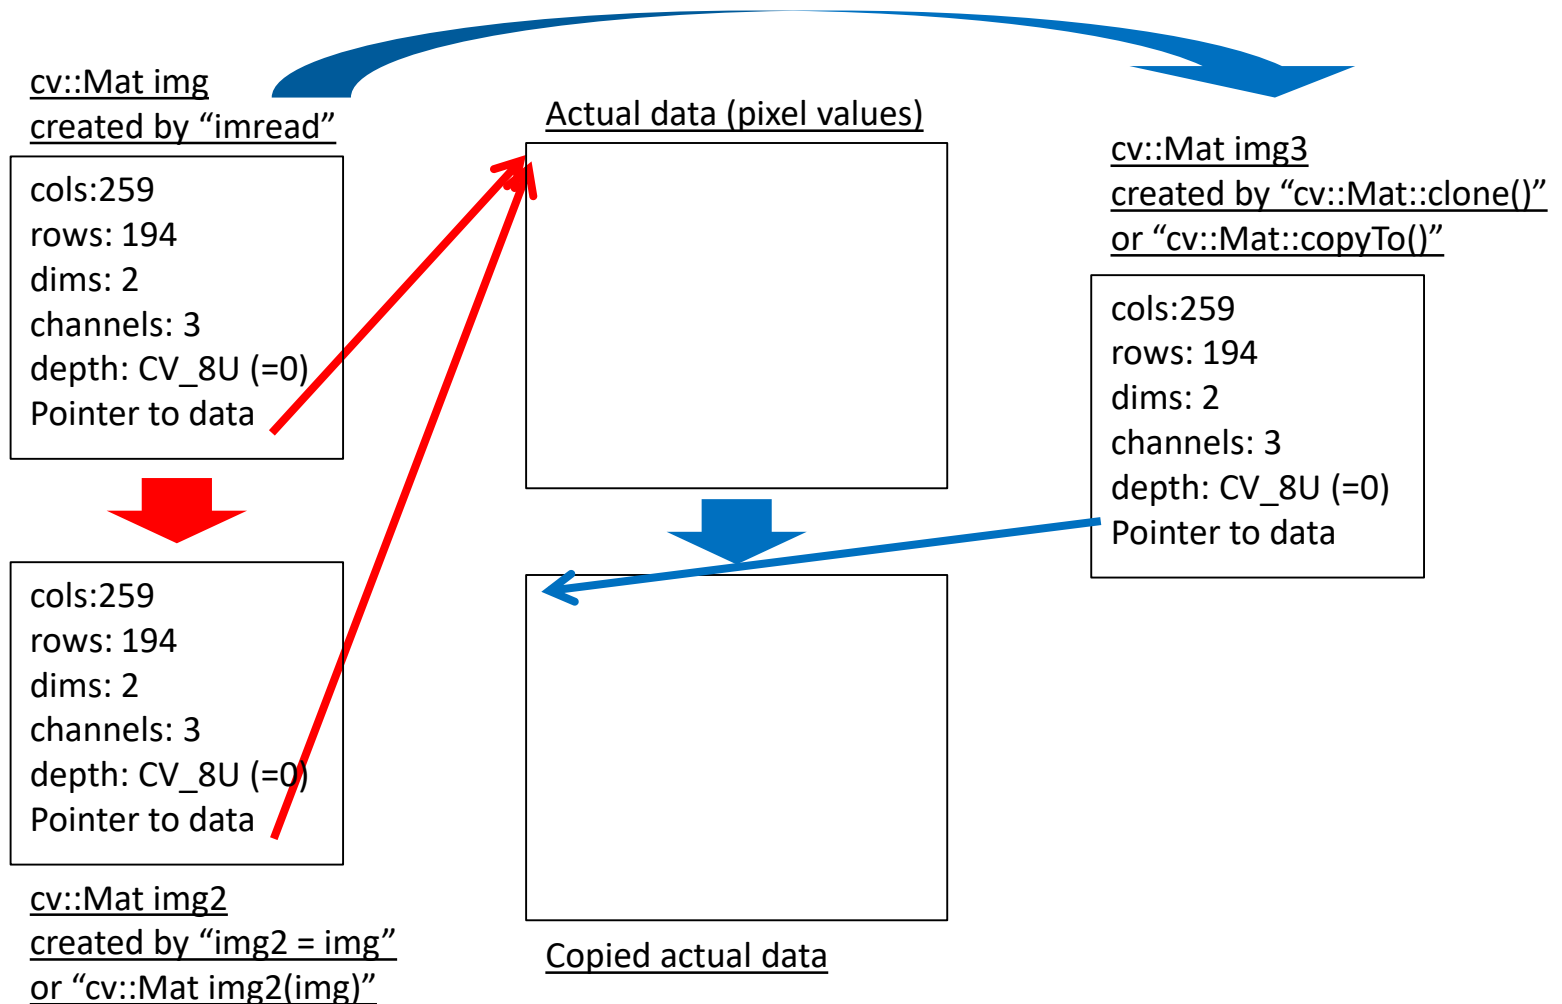 cv::Mat img
created by “imread”
cols:259
rows: 194
dims: 2
channels: 3
depth: CV_8U (=0)
Pointer to data
cols:259
rows: 194
dims: 2
channels: 3
depth: CV_8U (=0)
Pointer to data
cv::Mat img2
created by “img2 = img”
or “cv::Mat img2(img)”
Actual data (pixel values)
Copied actual data
cv::Mat img3
created by “cv::Mat::clone()”
or “cv::Mat::copyTo()”
cols:259
rows: 194
dims: 2
channels: 3
depth: CV_8U (=0)
Pointer to data